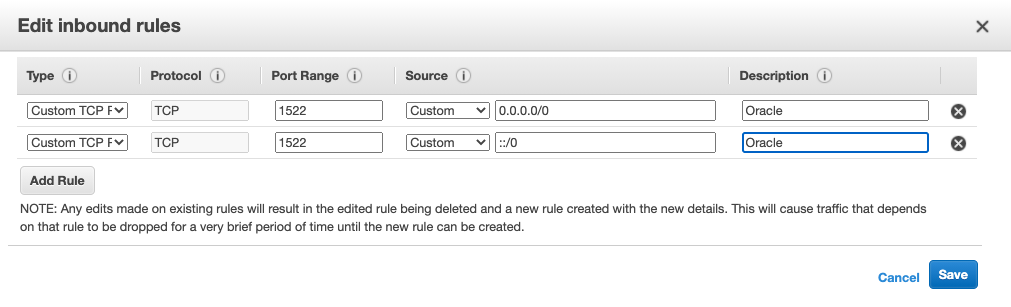 Edit inbound rules
Type Protocol Port Range Source Description
Custom TCP F TCP 1522 Custom 0.0.0.0/0 Oracle
Custom TCP F TCP 1522 Custom ::/0 Oracle
Add Rule
NOTE: Any edits made on existing rules will result in the edited rule being deleted and a new rule created with the new details. This will cause traffic that depends
on that rule to be dropped for a very brief period of time until the new rule can be created.
Cancel Save